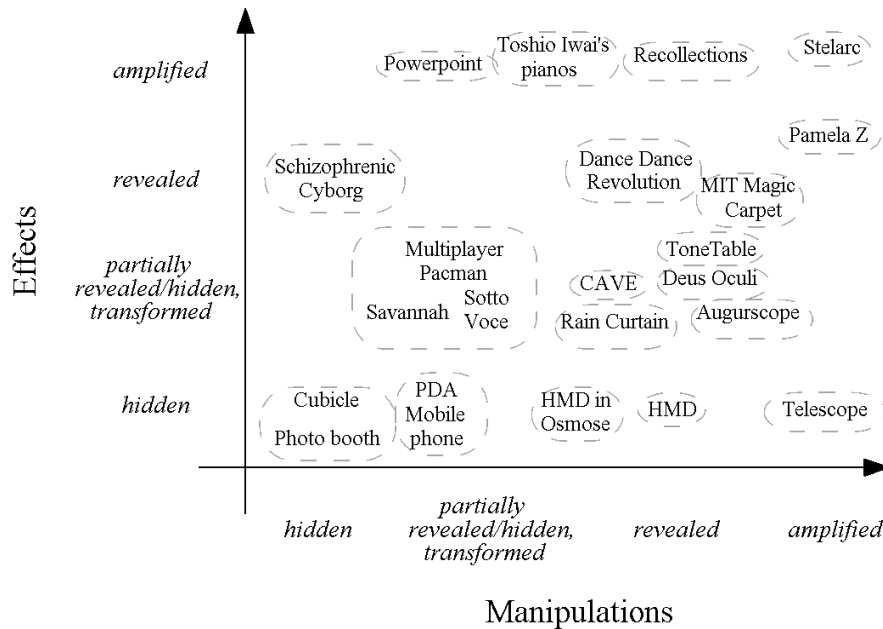 amplified
Powerpoint
Toshio Iwai's
pianos
Recollections
Stelarc
Pamela Z
revealed
Schizophrenic
Cyborg
Dance Dance
Revolution
MIT Magic
Carpet
Effects
partially
revealed/hidden,
transformed
Multiplayer
Pacman
Savannah
Sotto
Voce
CAVE
ToneTable
Deus Oculi
Rain Curtain
Augurscope
hidden
Cubicle
Photo booth
PDA
Mobile
phone
HMD in
Osmose
HMD
Telescope
hidden
partially
revealed/hidden,
transformed
revealed
amplified
Manipulations